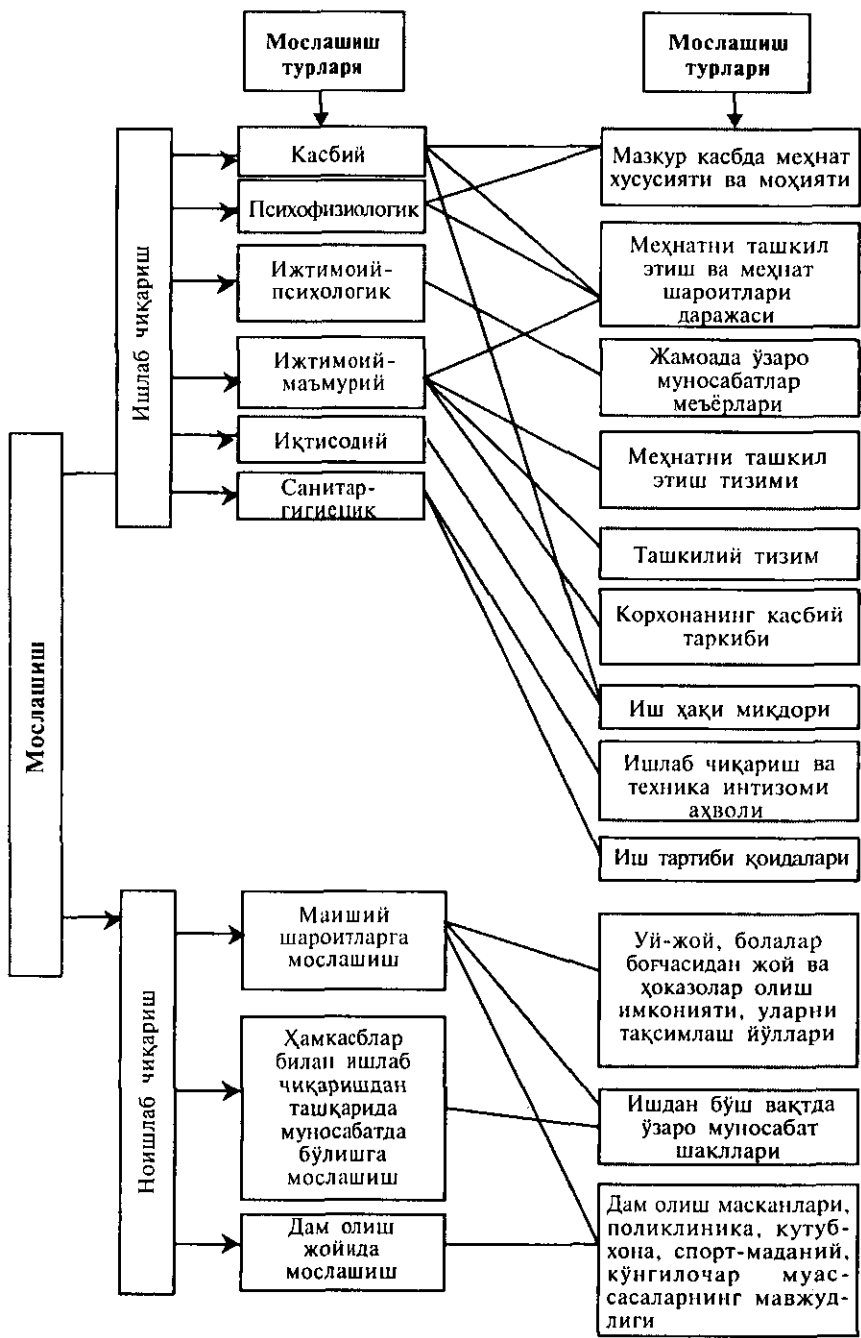 Мослашиш
турлари
Мослашиш
турлари
Мослашиш
Ишлаб чиқариш
Касбий
Психофизиологик
Ижтимоий-
психологик
Ижтимоий-
маъмурий
Иқтисодий
Санитар-
гигиеник
Мазкур касбда меҳнат
хусусияти ва моҳияти
Меҳнатни ташкил
этиш ва меҳнат
шароитлари
даражаси
Жамоада ўзаро
муносабатлар
меъёрлари
Меҳнатни ташкил
этиш тизими
Ташкилий тизим
Корхонанинг касбий
таркиби
Иш ҳақи миқдори
Ишлаб чиқариш ва
техника интизоми
аҳволи
Иш тартиби қоидалари
Ноишлаб чиқариш
Маиший
шароитларга
мослашиш
Ҳамкасблар
билан ишлаб
чиқаришдан
ташқарида
муносабатда
бўлишга
мослашиш
Дам олиш
жойида
мослашиш
Уй-жой, болалар
боғчасидан жой ва
ҳоказолар олиш
имконияти, уларни
тақсимлаш йўллари
Ишдан бўш вақтда
ўзаро муносабат
шакллари
Дам олиш масканлари,
поликлиника, кутуб-
хона, спорт-маданий,
кўнгилочар муас-
сасаларнинг мавжуд-
лиги